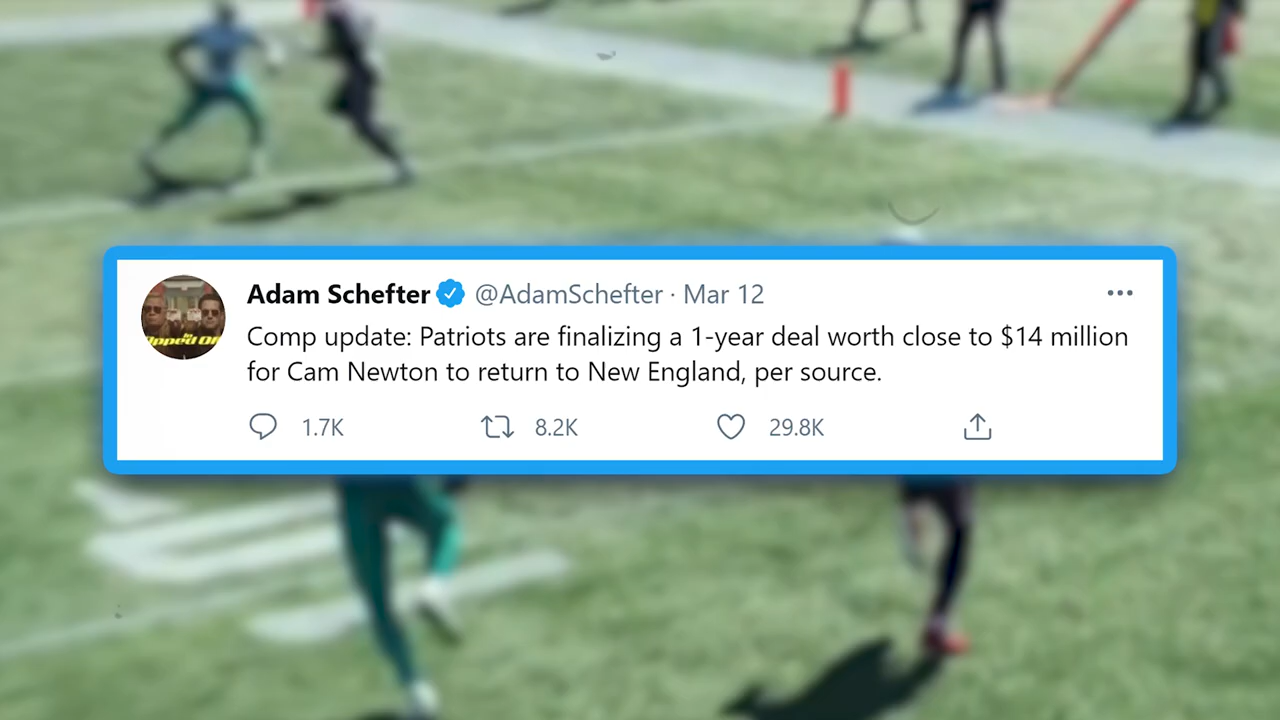 Adam Schefter @AdamSchefter · Mar 12
Comp update: Patriots are finalizing a 1-year deal worth close to $14 million
for Cam Newton to return to New England, per source.
1.7K 8.2K 29.8K